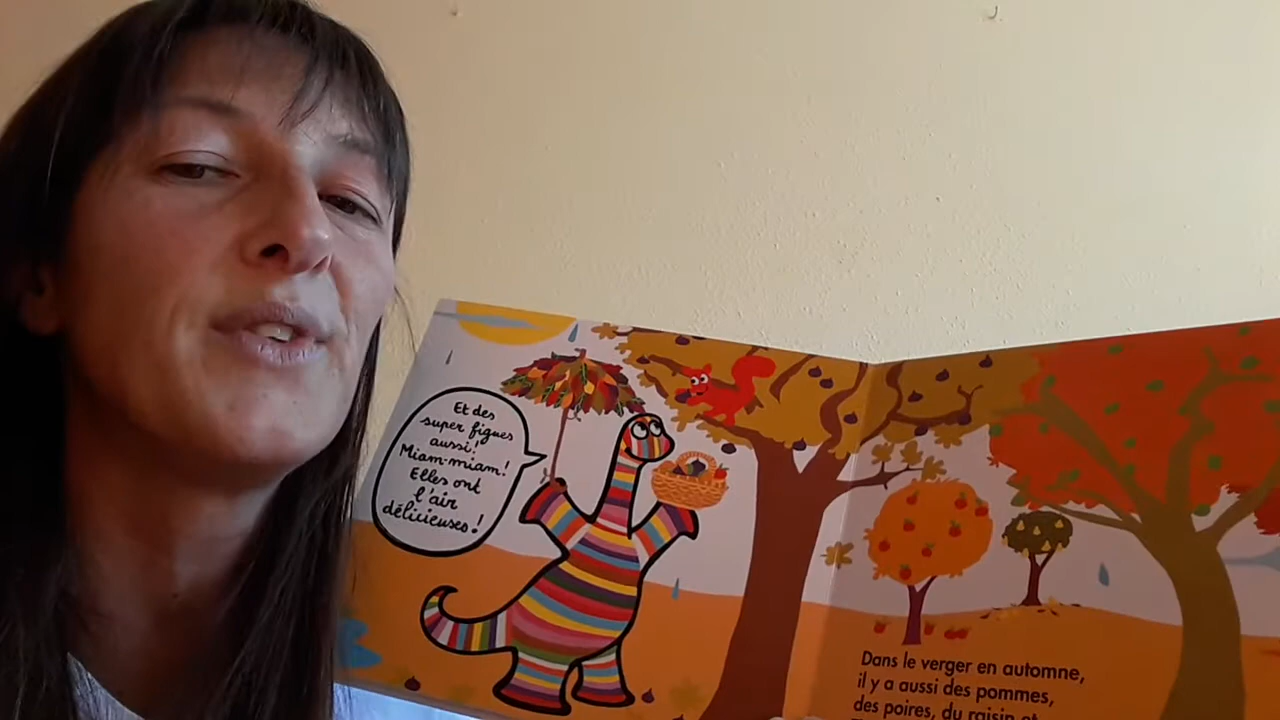 Et des
super figues
aussi!
Miam-miam!
Elles ont
l'air
délicieuses!
Dans le verger en automne,
il y a aussi des pommes,
des poires, du raisin et